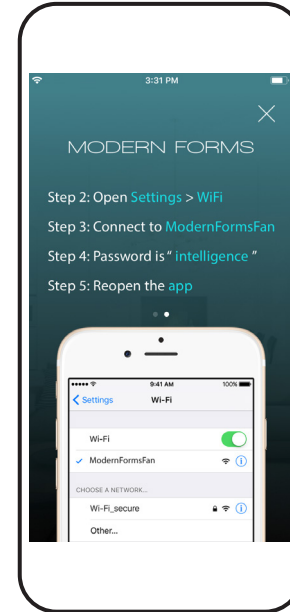 3:31 PM
MODERN FORMS
Step 2: Open Settings > WiFi
Step 3: Connect to ModernFormsFan
Step 4: Password is “ intelligence ”
Step 5: Reopen the app
9:41 AM 100%
Settings Wi-Fi
Wi-Fi
ModernFormsFan
CHOOSE A NETWORK...
Wi-Fi_secure
Other...